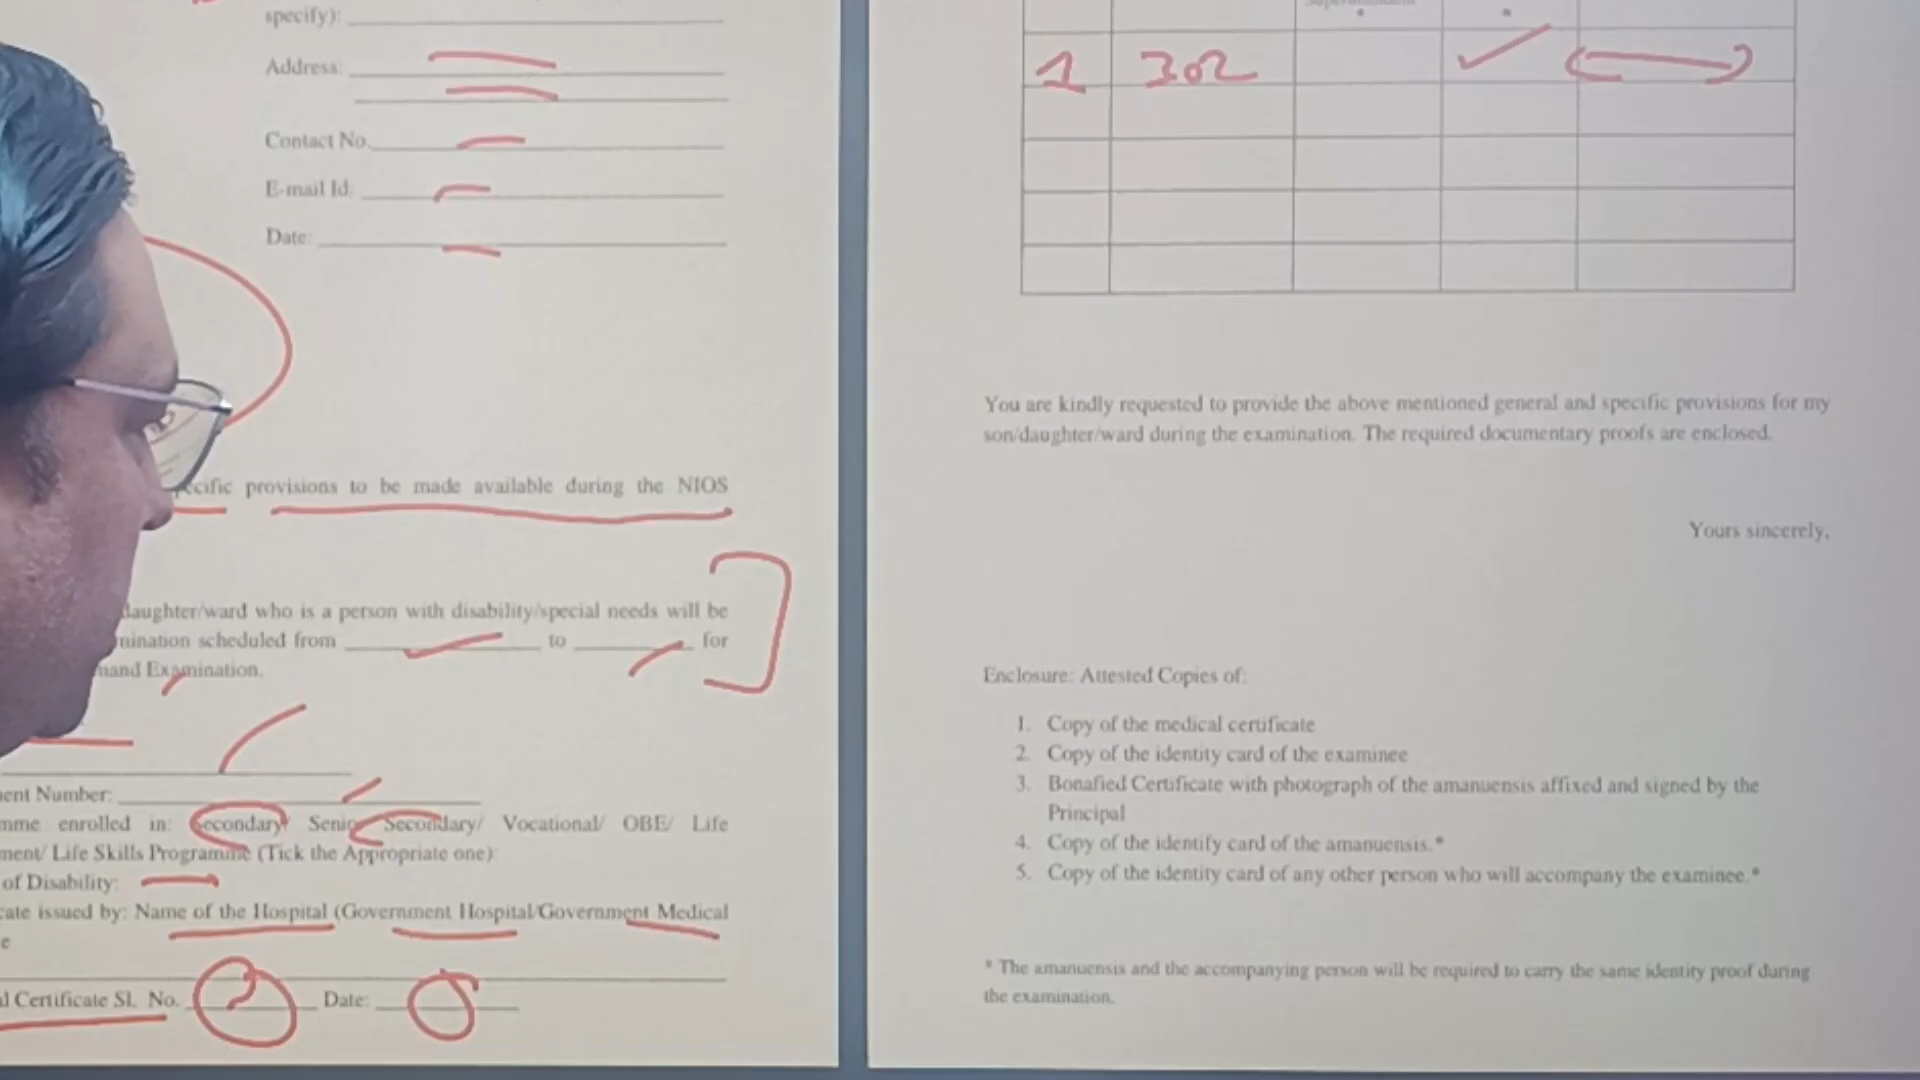 specify):
Address:
Contact No.
E-mail Id:
Date:
provisions to be made available during the NIOS
daughter/ward who is a person with disability/special needs will be
scheduled from to for
Examination.
Number:
enrolled in: Secondary/ Senior Secondary/ Vocational/ OBE/ Life
Life Skills Programme (Tick the Appropriate one)
of Disability:
issued by: Name of the Hospital (Government Hospital/Government Medical
Certificate Sl. No. Date:
1 302
You are kindly requested to provide the above mentioned general and specific provisions for my
son/daughter/ward during the examination. The required documentary proofs are enclosed.
Yours sincerely,
Enclosure: Attested Copies of:
1. Copy of the medical certificate
2. Copy of the identity card of the examinee
3. Bonafied Certificate with photograph of the amanuensis affixed and signed by the
Principal
4. Copy of the identify card of the amanuensis.*
5. Copy of the identity card of any other person who will accompany the examinee.*
* The amanuensis and the accompanying person will be required to carry the same identity proof during
the examination.